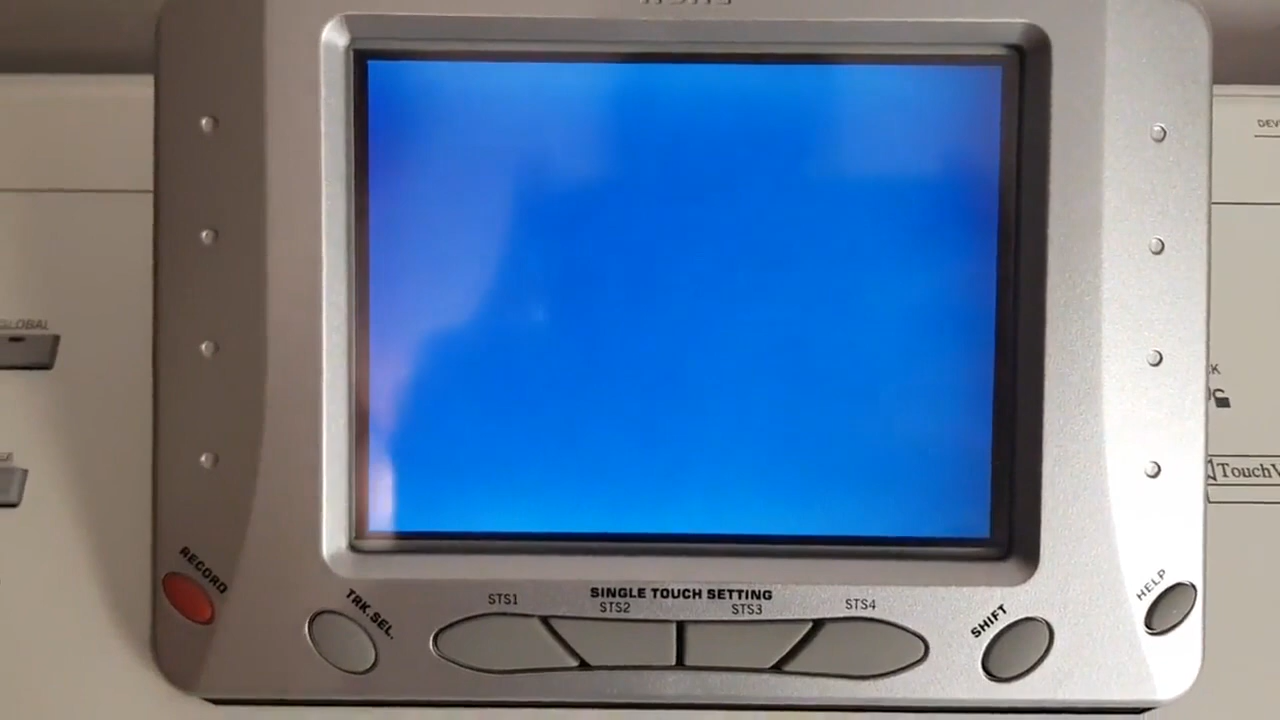 DEV
GLOBAL
K
TouchV
RECORD
TRK.SEL.
SINGLE TOUCH SETTING
STS1
STS2
STS3
STS4
SHIFT
HELP